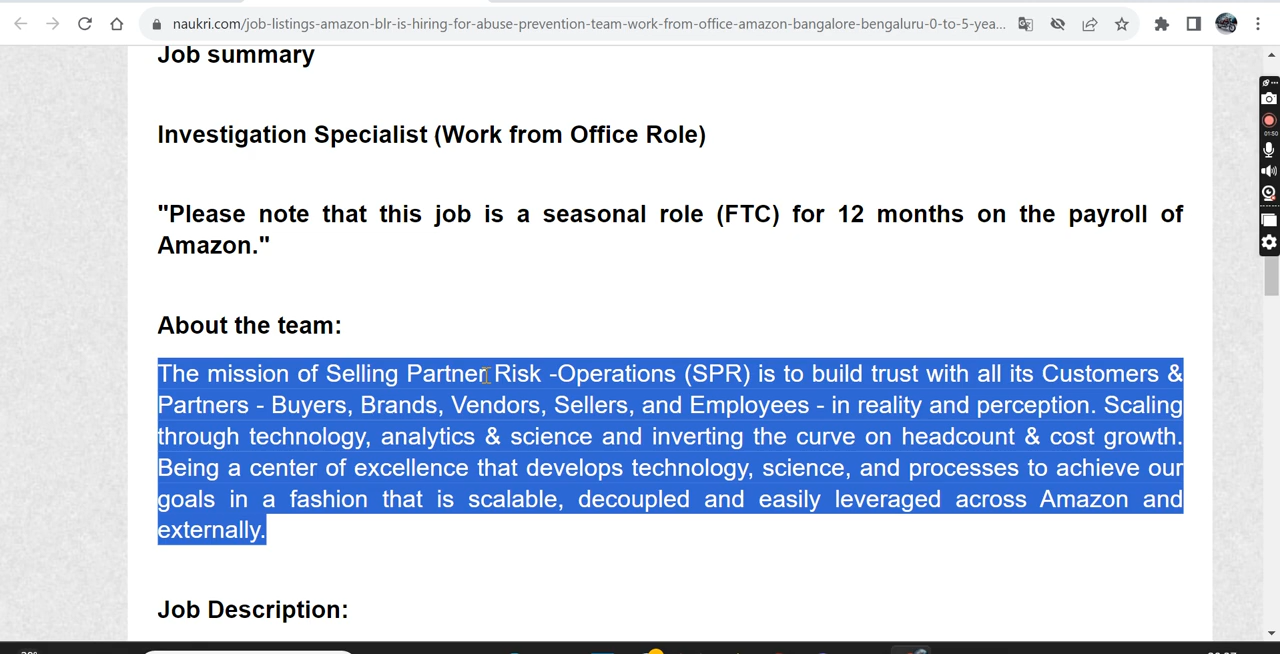 naukri.com/job-listings-amazon-blr-is-hiring-for-abuse-prevention-team-work-from-office-amazon-bangalore-bengaluru-0-to-5-yea...
Job summary
Investigation Specialist (Work from Office Role)
"Please note that this job is a seasonal role (FTC) for 12 months on the payroll of
Amazon."
About the team:
The mission of Selling Partner Risk -Operations (SPR) is to build trust with all its Customers &
Partners - Buyers, Brands, Vendors, Sellers, and Employees - in reality and perception. Scaling
through technology, analytics & science and inverting the curve on headcount & cost growth.
Being a center of excellence that develops technology, science, and processes to achieve our
goals in a fashion that is scalable, decoupled and easily leveraged across Amazon and
externally.
Job Description:
01:50